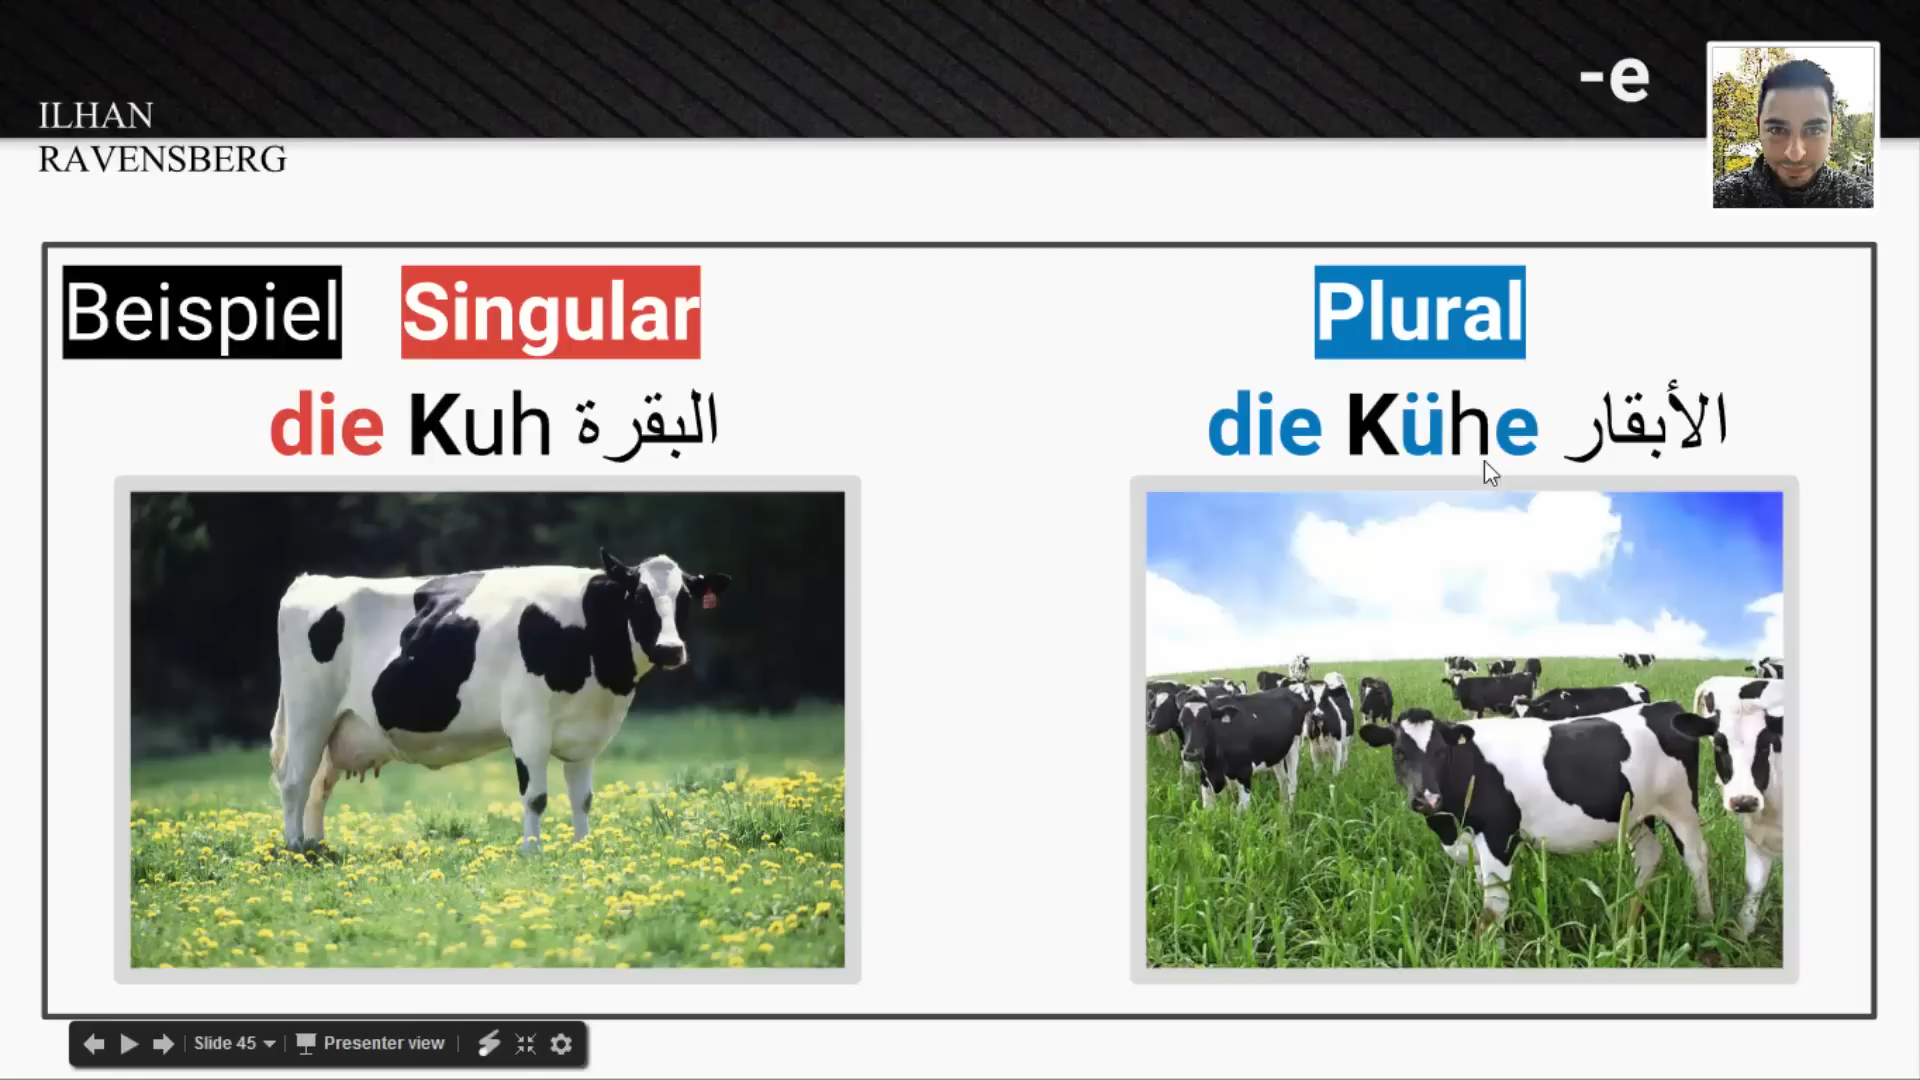 -e
ILHAN
RAVENSBERG
Beispiel Singular Plural
die Kuh البقرة
die Kühe الأبقار
Slide 45 Presenter view